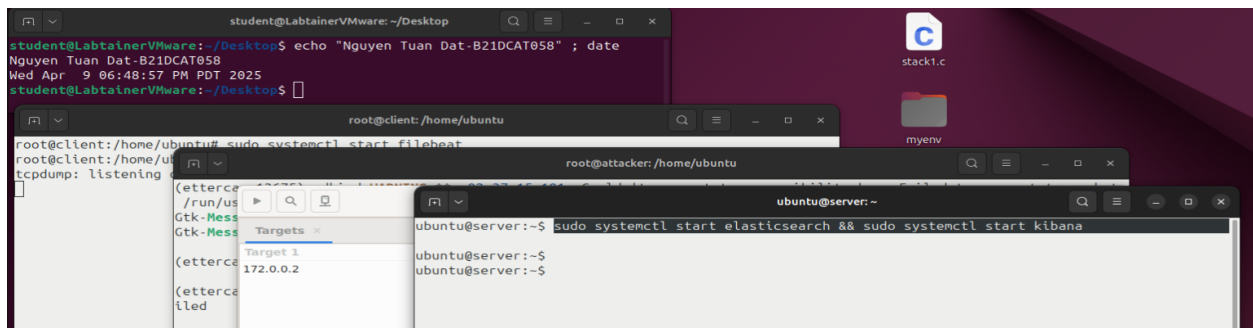 student@LabtainerVMware: ~/Desktop
student@LabtainerVMware:~/Desktop$ echo "Nguyen Tuan Dat-B21DCAT058" ; date
Nguyen Tuan Dat-B21DCAT058
Wed Apr 9 06:48:57 PM PDT 2025
student@LabtainerVMware:~/Desktop$
stack1.c
myenv
root@client: /home/ubuntu
root@client:/home/ubuntu# sudo systemctl start filebeat
root@client:/home/ub
tcpdump: listening
root@attacker: /home/ubuntu
(etterca
/run/us
Gtk-Mess
Gtk-Mess
(etterca
(etterca
iled
Targets
Target 1
172.0.0.2
ubuntu@server: ~
ubuntu@server:~$ sudo systemctl start elasticsearch && sudo systemctl start kibana
ubuntu@server:~$
ubuntu@server:~$